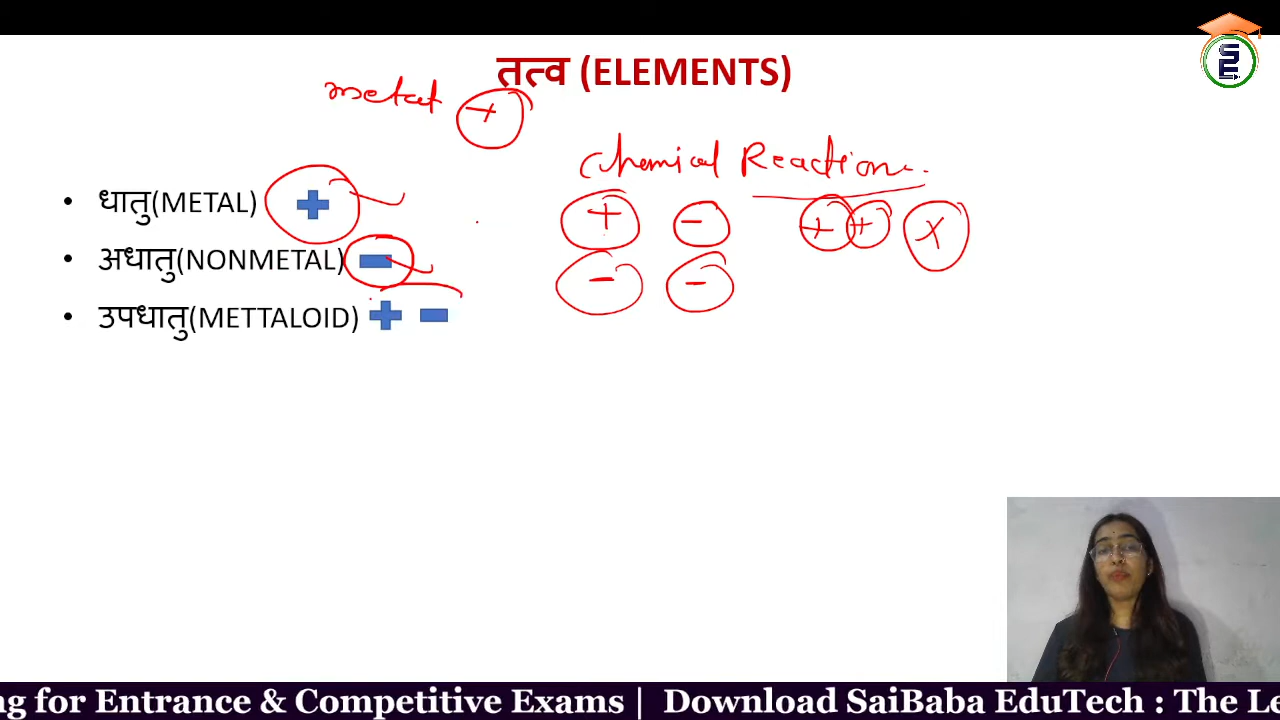 तत्व (ELEMENTS)
metal +
Chemical Reaction
• धातु(METAL)
+ - + + X
• अधातु(NONMETAL)
- -
• उपधातु(METTALOID)
ng for Entrance & Competitive Exams | Download SaiBaba EduTech : The Le